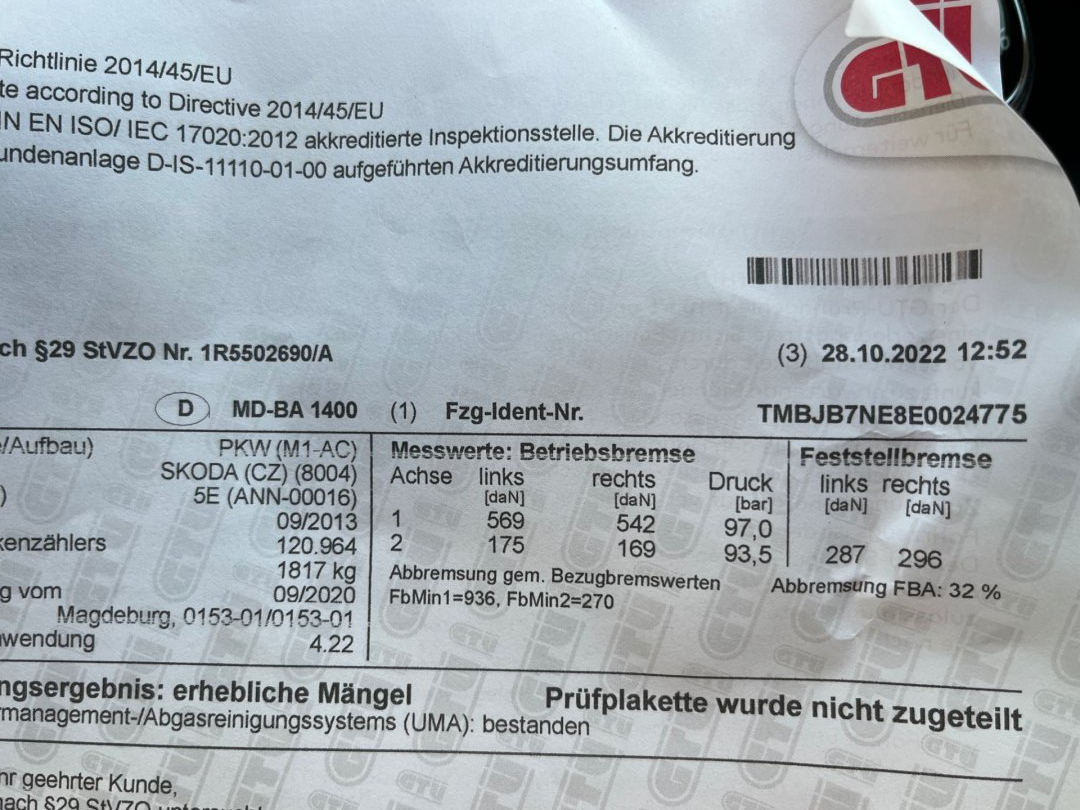 Richtlinie 2014/45/EU
te according to Directive 2014/45/EU
IN EN ISO/ IEC 17020:2012 akkreditierte Inspektionsstelle. Die Akkreditierung
undenanlage D-IS-11110-01-00 aufgeführten Akkreditierungsumfang.
ch §29 StVZO Nr. 1R5502690/A (3) 28.10.2022 12:52
D MD-BA 1400 (1) Fzg-Ident-Nr. TMBJB7NE8E0024775
e/Aufbau) PKW (M1-AC) Messwerte: Betriebsbremse Feststellbremse
SKODA (CZ) (8004) Achse links rechts Druck links rechts
) 5E (ANN-00016) [daN] [daN] [bar] [daN] [daN]
09/2013 1 569 542 97,0
kenzählers 120.964 2 175 169 93,5 287 296
1817 kg Abbremsung gem. Bezugbremswerten Abbremsung FBA: 32 %
g vom 09/2020 FbMin1=936, FbMin2=270
Magdeburg, 0153-01/0153-01
nwendung 4.22
ngsergebnis: erhebliche Mängel Prüfplakette wurde nicht zugeteilt
rmanagement-/Abgasreinigungssystems (UMA): bestanden
hr geehrter Kunde,
nach §29 StVZO untersucht